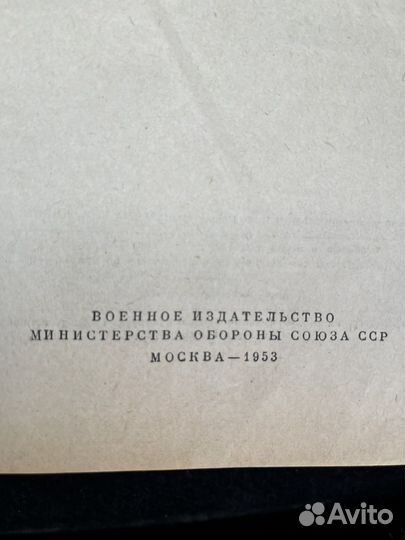 ВОЕННОЕ ИЗДАТЕЛЬСТВО
МИНИСТЕРСТВА ОБОРОНЫ СОЮЗА ССР
МОСКВА—1953
Avito